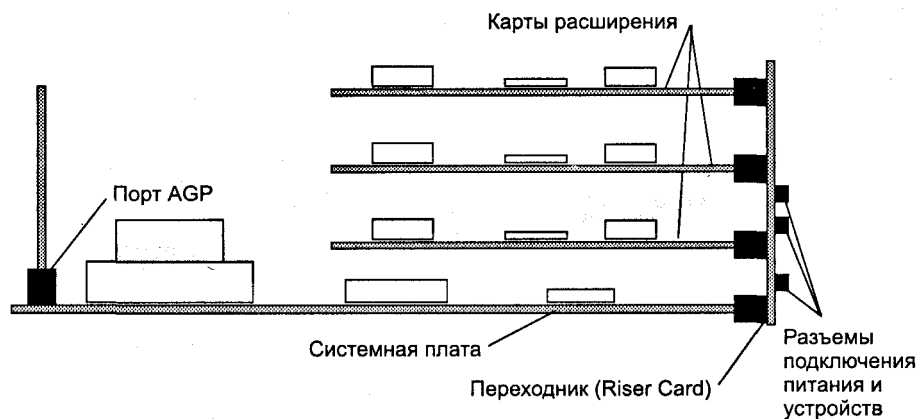 Карты расширения
Порт AGP
Системная плата
Переходник (Riser Card)
Разъемы
подключения
питания и
устройств